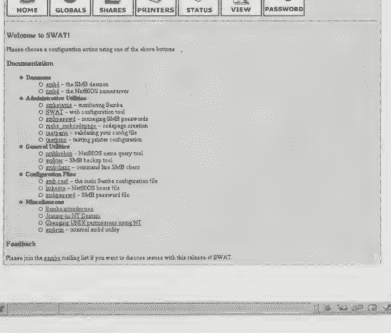 HOME GLOBALS SHARES PRINTERS STATUS VIEW PASSWORD
Welcome to SWAT!
Please choose a configuration action using one of the above buttons
Documentation
Daemons
smbd - the SMB daemon
nmbd - the NetBIOS nameserver
Administrative Utilities
smbstatus - monitoring Samba
SWAT - web configuration tool
smbpasswd - managing SMB passwords
make_smbcodepage - codepage creation
testparm - validating your config file
testprns - testing printer configuration
General Utilities
nmblookup - NetBIOS name query tool
smbtar - SMB backup tool
smbclient - command line SMB client
Configuration Files
smb.conf - the main Samba configuration file
lmhosts - NetBIOS hosts file
smbpasswd - SMB password file
Miscellaneous
Samba introduction
Joining an NT Domain
Changing UNIX permissions using NT
smbrun - internal smbd utility
Feedback
Please join the samba mailing list if you want to discuss issues with this release of SWAT.